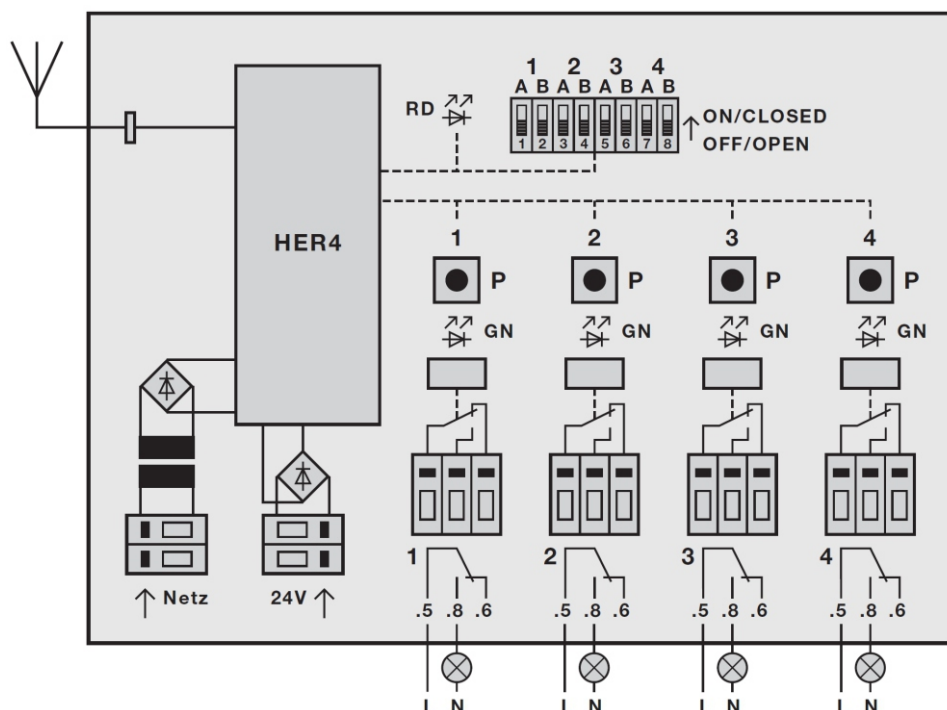 1 2 3 4
A B A B A B A B
RD
1 2 3 4 5 6 7 8
ON/CLOSED
OFF/OPEN
HER4
1 2 3 4
P P P P
GN GN GN GN
1 2 3 4
Netz 24V
.5 .8 .6 .5 .8 .6 .5 .8 .6 .5 .8 .6
L N L N L N L N